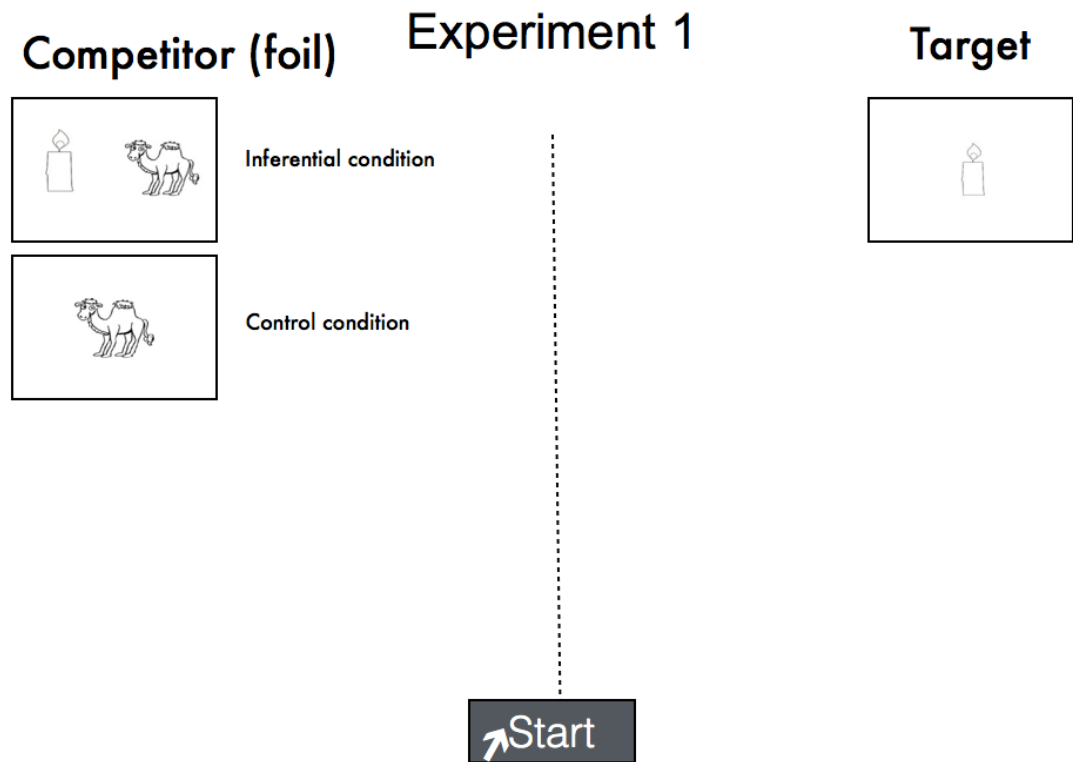 Experiment 1
Competitor (foil)
Target
Inferential condition
Control condition
Start